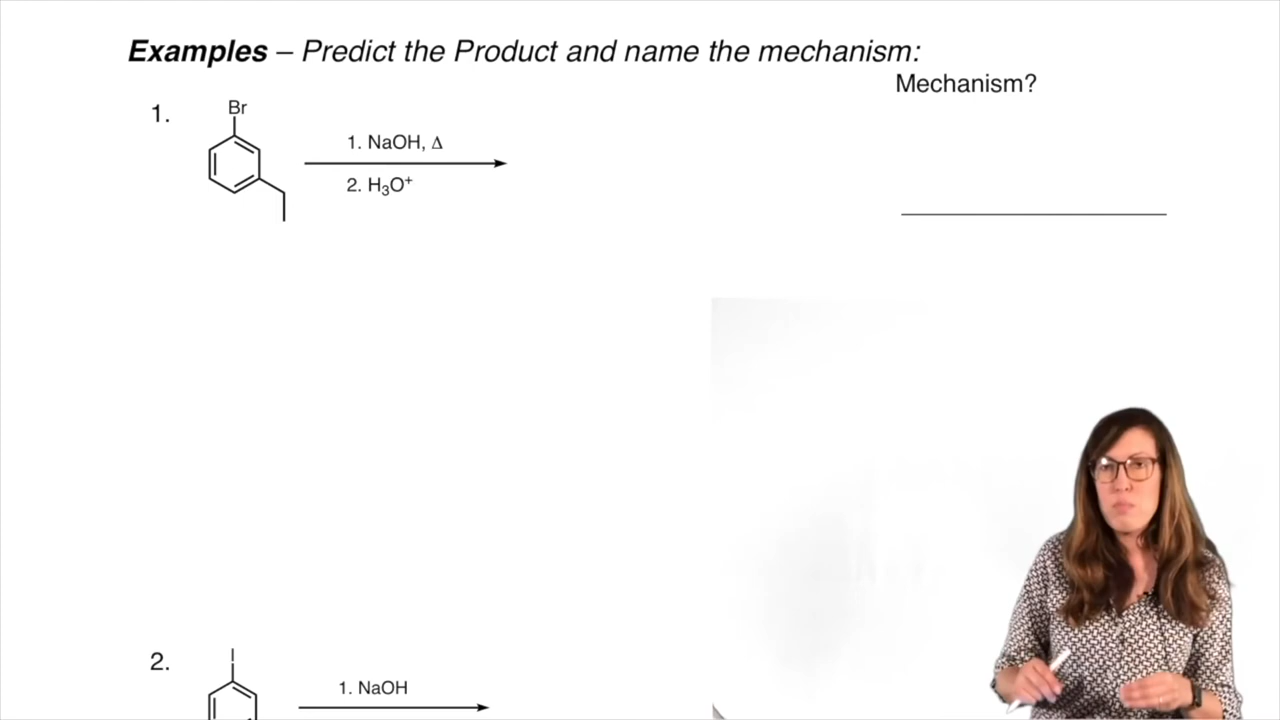 Examples – Predict the Product and name the mechanism:
Mechanism?
1.
Br
1. NaOH, Δ
2. H₃O⁺
2.
I
1. NaOH